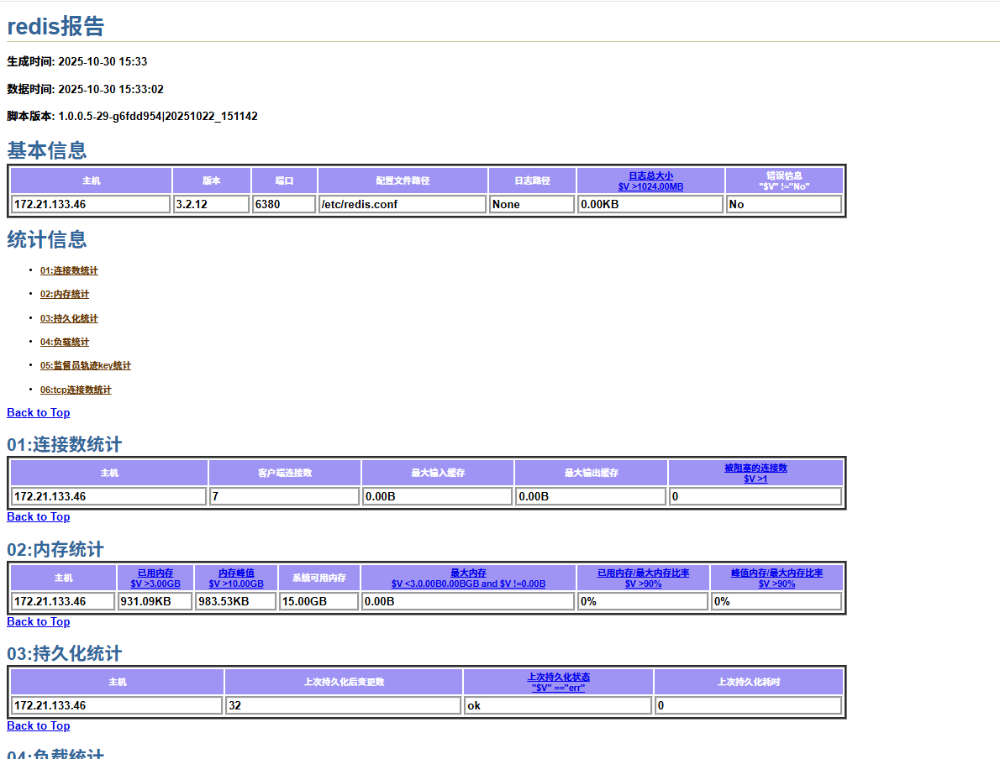 redis报告
生成时间: 2025-10-30 15:33
数据时间: 2025-10-30 15:33:02
脚本版本: 1.0.0.5-29-g6fdd954|20251022_151142
基本信息
主机 版本 端口 配置文件路径 日志路径 日志总大小 $V >1024.00MB 错误信息 "$V" !="No"
172.21.133.46 3.2.12 6380 /etc/redis.conf None 0.00KB No
统计信息
01:连接数统计
02:内存统计
03:持久化统计
04:负载统计
05:监督员轨迹key统计
06:tcp连接数统计
Back to Top
01:连接数统计
主机 客户端连接数 最大输入缓存 最大输出缓存 被阻塞的连接数 $V >1
172.21.133.46 7 0.00B 0.00B 0
Back to Top
02:内存统计
主机 已用内存 $V >3.00GB 内存峰值 $V >10.00GB 系统可用内存 最大内存 $V <3.0.00B0.00BGB and $V !=0.00B 已用内存/最大内存比率 $V >90% 峰值内存/最大内存比率 $V >90%
172.21.133.46 931.09KB 983.53KB 15.00GB 0.00B 0% 0%
Back to Top
03:持久化统计
主机 上次持久化后变更数 上次持久化状态 "$V" =="err" 上次持久化耗时
172.21.133.46 32 ok 0
Back to Top
04:负载统计